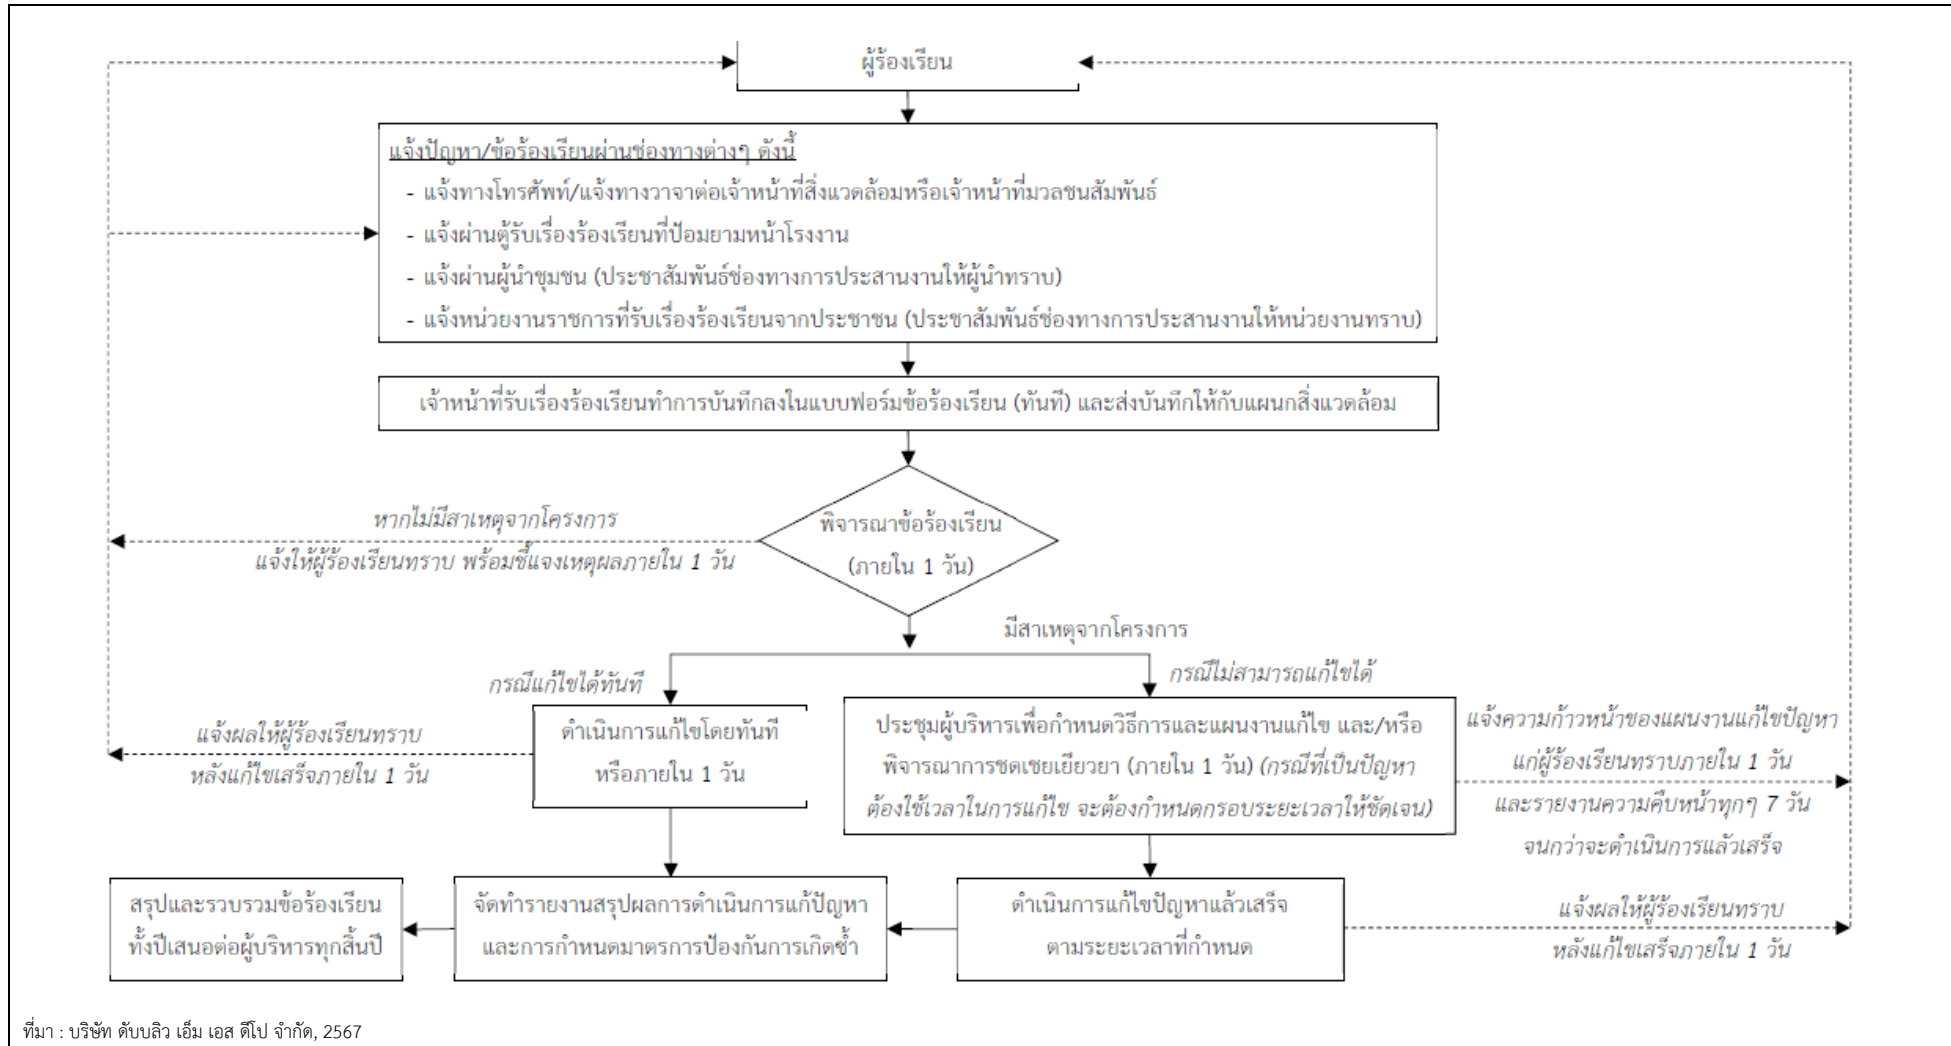 ผู้ร้องเรียน
แจ้งปัญหา/ข้อร้องเรียนผ่านช่องทางต่างๆ ดังนี้
- แจ้งทางโทรศัพท์/แจ้งทางวาจาต่อเจ้าหน้าที่สิ่งแวดล้อมหรือเจ้าหน้าที่มวลชนสัมพันธ์
- แจ้งผ่านตู้รับเรื่องร้องเรียนที่ป้อมยามหน้าโรงงาน
- แจ้งผ่านผู้นำชุมชน (ประชาสัมพันธ์ช่องทางการประสานงานให้ผู้นำทราบ)
- แจ้งหน่วยงานราชการที่รับเรื่องร้องเรียนจากประชาชน (ประชาสัมพันธ์ช่องทางการประสานงานให้หน่วยงานทราบ)
เจ้าหน้าที่รับเรื่องร้องเรียนทำการบันทึกลงในแบบฟอร์มข้อร้องเรียน (ทันที) และส่งบันทึกให้กับแผนกสิ่งแวดล้อม
พิจารณาข้อร้องเรียน
(ภายใน 1 วัน)
หากไม่มีสาเหตุจากโครงการ
แจ้งให้ผู้ร้องเรียนทราบ พร้อมชี้แจงเหตุผลภายใน 1 วัน
มีสาเหตุจากโครงการ
กรณีแก้ไขได้ทันที
กรณีไม่สามารถแก้ไขได้
ดำเนินการแก้ไขโดยทันที
หรือภายใน 1 วัน
แจ้งผลให้ผู้ร้องเรียนทราบ
หลังแก้ไขเสร็จภายใน 1 วัน
ประชุมผู้บริหารเพื่อกำหนดวิธีการและแผนงานแก้ไข และ/หรือ
พิจารณาการชดเชยเยียวยา (ภายใน 1 วัน) (กรณีที่เป็นปัญหา
ต้องใช้เวลาในการแก้ไข จะต้องกำหนดกรอบระยะเวลาให้ชัดเจน)
แจ้งความก้าวหน้าของแผนงานแก้ไขปัญหา
แก่ผู้ร้องเรียนทราบภายใน 1 วัน
และรายงานความคืบหน้าทุกๆ 7 วัน
จนกว่าจะดำเนินการแล้วเสร็จ
สรุปและรวบรวมข้อร้องเรียน
ทั้งปีเสนอต่อผู้บริหารทุกสิ้นปี
จัดทำรายงานสรุปผลการดำเนินการแก้ปัญหา
และการกำหนดมาตรการป้องกันการเกิดซ้ำ
ดำเนินการแก้ไขปัญหาแล้วเสร็จ
ตามระยะเวลาที่กำหนด
แจ้งผลให้ผู้ร้องเรียนทราบ
หลังแก้ไขเสร็จภายใน 1 วัน
ที่มา : บริษัท ดับบลิว เอ็ม เอส ดีโป จำกัด, 2567